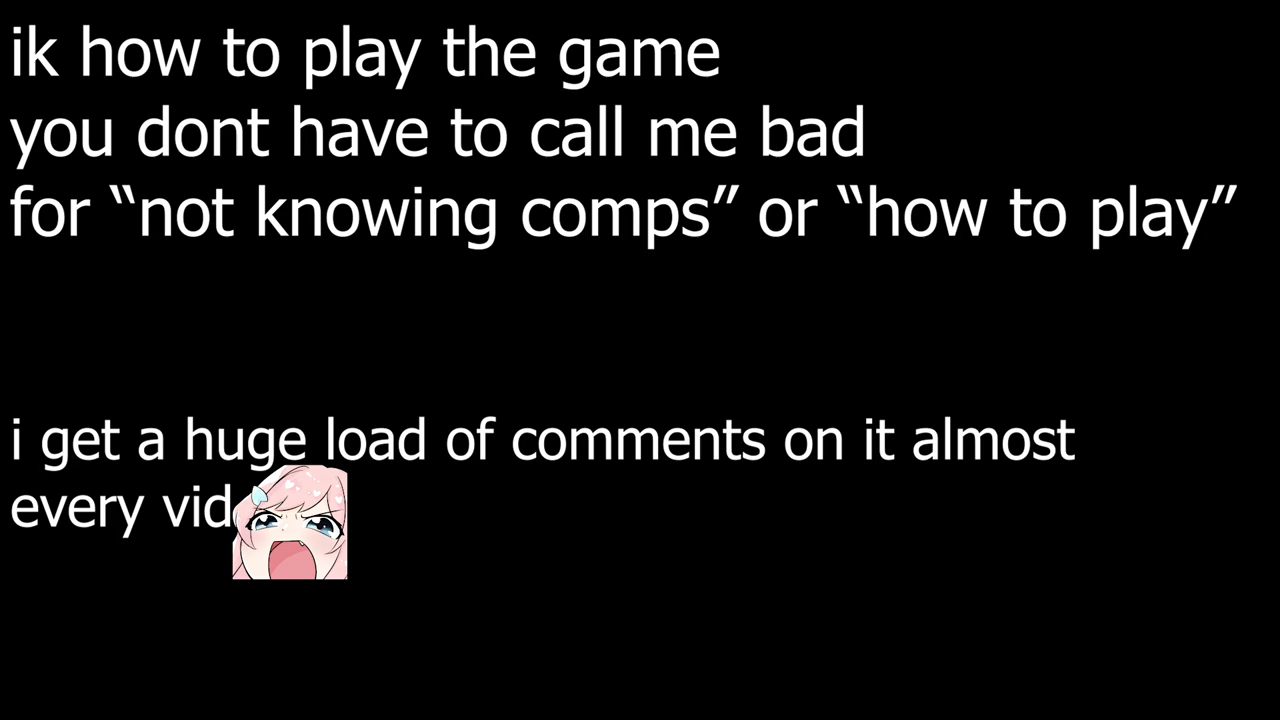 ik how to play the game
you dont have to call me bad
for “not knowing comps” or “how to play”
i get a huge load of comments on it almost
every vid